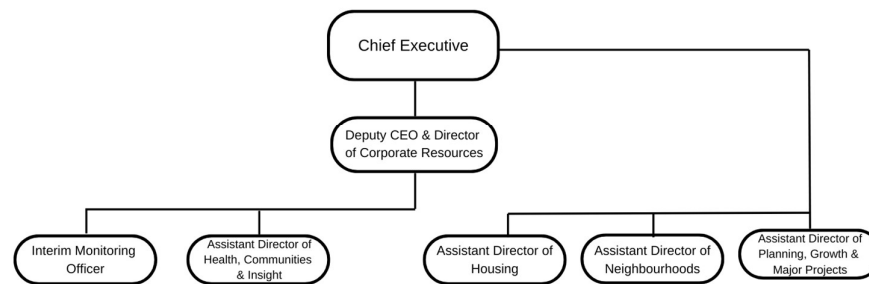 Chief Executive
Deputy CEO & Director
of Corporate Resources
Interim Monitoring
Officer
Assistant Director of
Health, Communities
& Insight
Assistant Director of
Housing
Assistant Director of
Neighbourhoods
Assistant Director of
Planning, Growth &
Major Projects